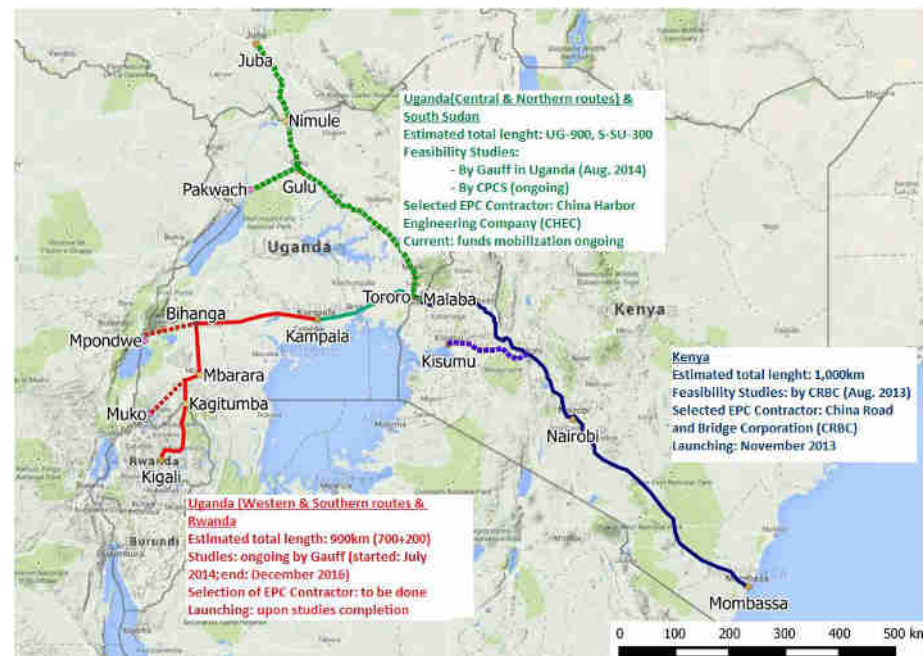 Juba
Juba
Nimule
Uganda(Central & Northern routes) &
South Sudan
Estimated total lenght: UG-900, S-SU-300
Feasibility Studies:
- By Gauff in Uganda (Aug. 2014)
- By CPCS (ongoing)
Selected EPC Contractor: China Harbor
Engineering Company (CHEC)
Current: funds mobilization ongoing
Pakwach
Gulu
Uganda
Tororo
Malaba
Kenya
Bihanga
Kampala
Kampala
Mpondwe
Kisumu
Mbarara
Kagitumba
Muko
Kenya
Estimated total lenght: 1,000km
Feasibility Studies: by CRBC (Aug. 2013)
Selected EPC Contractor: China Road
and Bridge Corporation (CRBC)
Launching: November 2013
Nairobi
Rwanda
Kigali
Uganda (Western & Southern routes &
Rwanda
Estimated total length: 900km (700+200)
Studies: ongoing by Gauff (started: July
2014;end: December 2016)
Selection of EPC Contractor: to be done
Launching: upon studies completion
Burundi
Mombassa
0 100 200 300 400 500 km